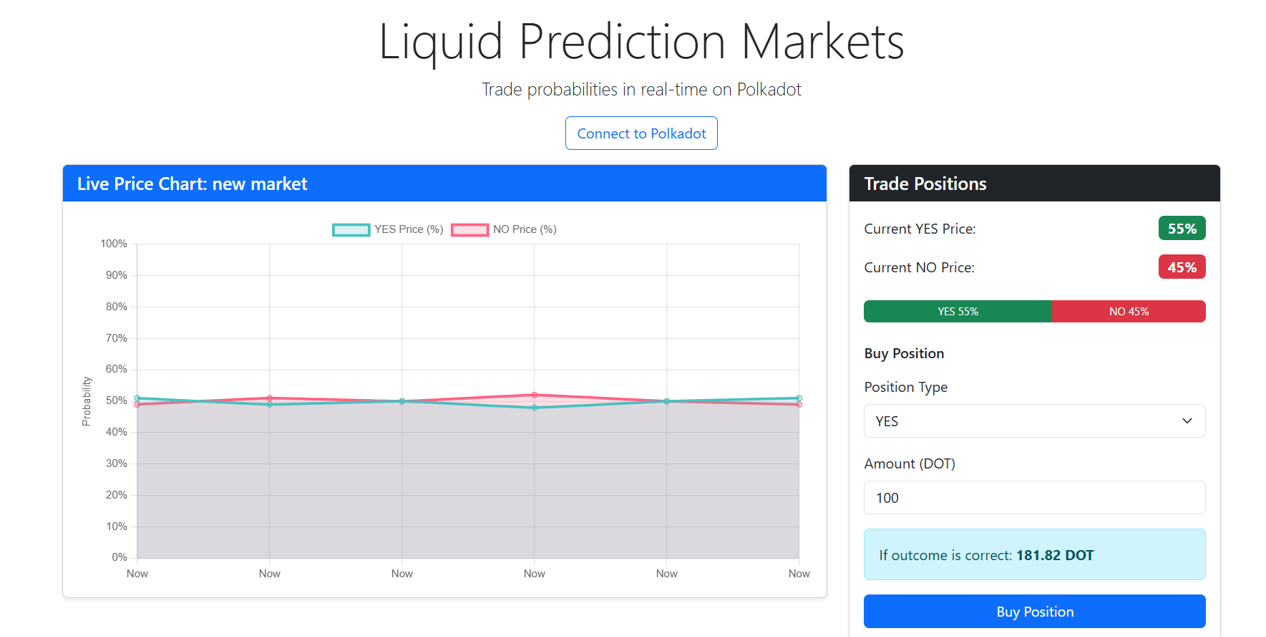 Liquid Prediction Markets
Trade probabilities in real-time on Polkadot
Connect to Polkadot
Live Price Chart: new market
YES Price (%) NO Price (%)
100%
90%
80%
70%
60%
50%
40%
30%
20%
10%
0%
Probability
Now Now Now Now Now Now
Trade Positions
Current YES Price: 55%
Current NO Price: 45%
YES 55% NO 45%
Buy Position
Position Type
YES
Amount (DOT)
100
If outcome is correct: 181.82 DOT
Buy Position